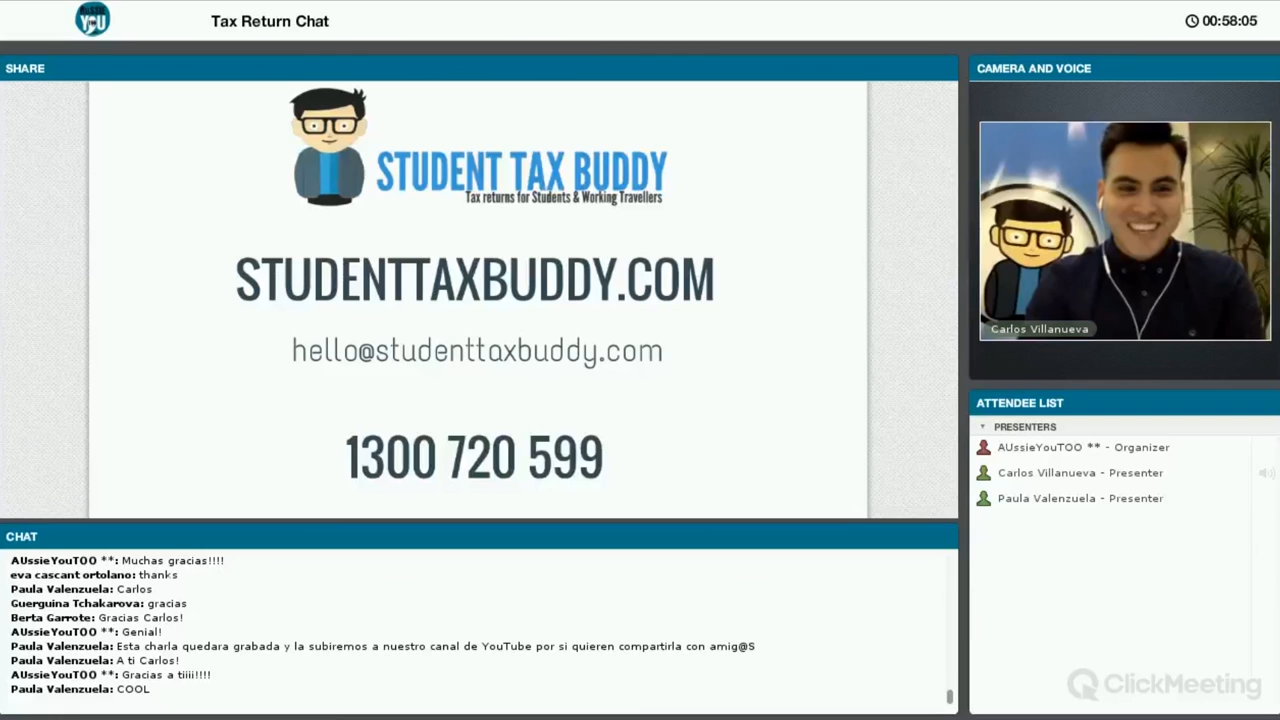 AUSSIE
YOU
Tax Return Chat
00:58:05
SHARE
STUDENT TAX BUDDY
Tax returns for Students & Working Travellers
STUDENTTAXBUDDY.COM
hello@studenttaxbuddy.com
1300 720 599
CAMERA AND VOICE
Carlos Villanueva
ATTENDEE LIST
PRESENTERS
AUssieYouTOO ** - Organizer
Carlos Villanueva - Presenter
Paula Valenzuela - Presenter
CHAT
AUssieYouTOO **: Muchas gracias!!!!
eva cascant ortolano: thanks
Paula Valenzuela: Carlos
Guerguina Tchakarova: gracias
Berta Garrote: Gracias Carlos!
AUssieYouTOO **: Genial!
Paula Valenzuela: Esta charla quedara grabada y la subiremos a nuestro canal de YouTube por si quieren compartirla con amig@S
Paula Valenzuela: A ti Carlos!
AUssieYouTOO **: Gracias a tiiii!!!!
Paula Valenzuela: COOL
ClickMeeting